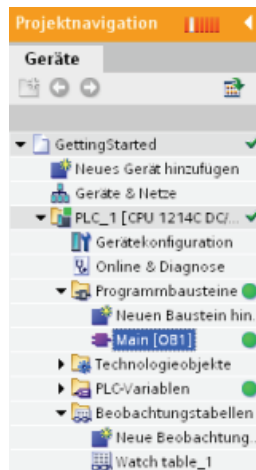 Projektnavigation
Geräte
GettingStarted
Neues Gerät hinzufügen
Geräte & Netze
PLC_1 [CPU 1214C DC/...
Gerätekonfiguration
Online & Diagnose
Programmbausteine
Neuen Baustein hin.
Main [OB1]
Technologieobjekte
PLC-Variablen
Beobachtungstabellen
Neue Beobachtung..
Watch table_1